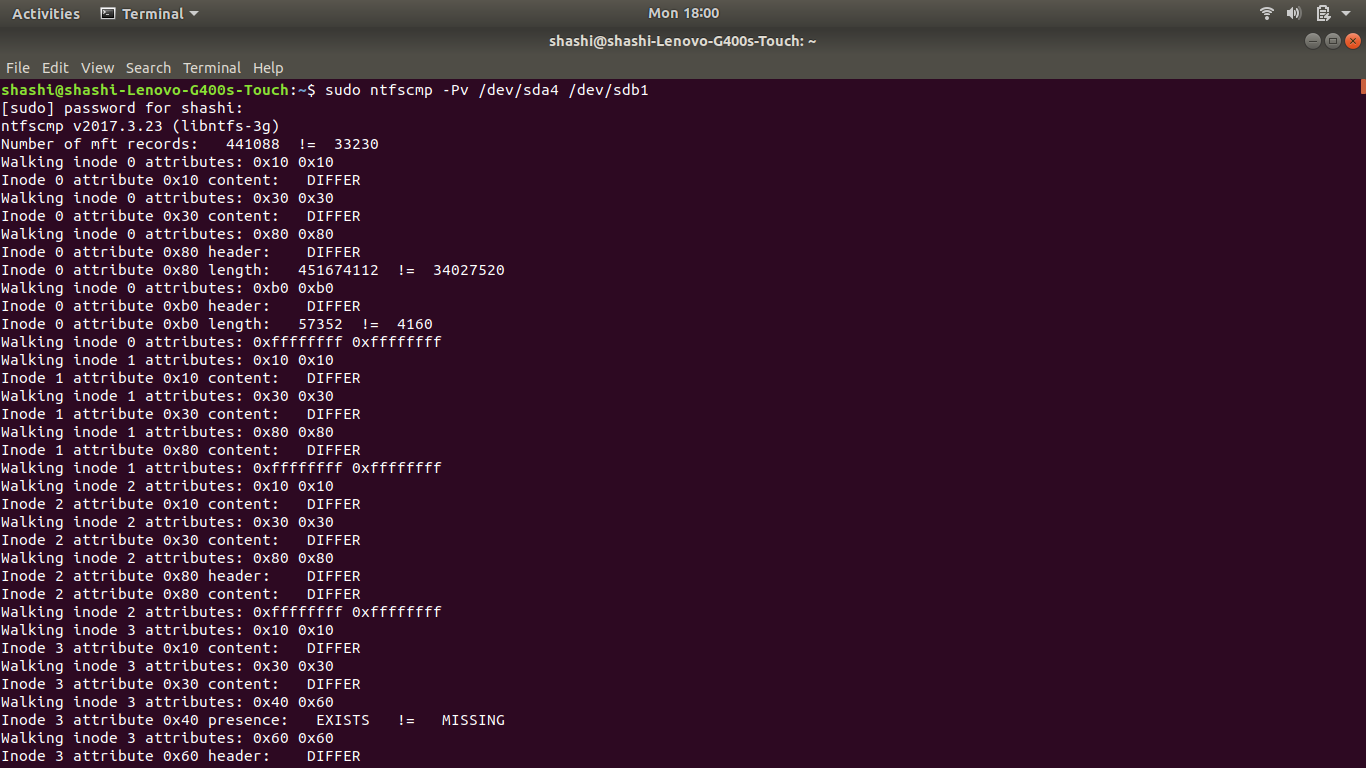 Activities Terminal Mon 18:00
shashi@shashi-Lenovo-G400s-Touch: ~
File Edit View Search Terminal Help
shashi@shashi-Lenovo-G400s-Touch:~$ sudo ntfscmp -Pv /dev/sda4 /dev/sdb1
[sudo] password for shashi:
ntfscmp v2017.3.23 (libntfs-3g)
Number of mft records:   441088  !=  33230
Walking inode 0 attributes: 0x10 0x10
Inode 0 attribute 0x10 content:   DIFFER
Walking inode 0 attributes: 0x30 0x30
Inode 0 attribute 0x30 content:   DIFFER
Walking inode 0 attributes: 0x80 0x80
Inode 0 attribute 0x80 header:    DIFFER
Inode 0 attribute 0x80 length:   451674112  !=  34027520
Walking inode 0 attributes: 0xb0 0xb0
Inode 0 attribute 0xb0 header:    DIFFER
Inode 0 attribute 0xb0 length:   57352  !=  4160
Walking inode 0 attributes: 0xffffffff 0xffffffff
Walking inode 1 attributes: 0x10 0x10
Inode 1 attribute 0x10 content:   DIFFER
Walking inode 1 attributes: 0x30 0x30
Inode 1 attribute 0x30 content:   DIFFER
Walking inode 1 attributes: 0x80 0x80
Inode 1 attribute 0x80 content:   DIFFER
Walking inode 1 attributes: 0xffffffff 0xffffffff
Walking inode 2 attributes: 0x10 0x10
Inode 2 attribute 0x10 content:   DIFFER
Walking inode 2 attributes: 0x30 0x30
Inode 2 attribute 0x30 content:   DIFFER
Walking inode 2 attributes: 0x80 0x80
Inode 2 attribute 0x80 header:    DIFFER
Inode 2 attribute 0x80 content:   DIFFER
Walking inode 2 attributes: 0xffffffff 0xffffffff
Walking inode 3 attributes: 0x10 0x10
Inode 3 attribute 0x10 content:   DIFFER
Walking inode 3 attributes: 0x30 0x30
Inode 3 attribute 0x30 content:   DIFFER
Walking inode 3 attributes: 0x40 0x60
Inode 3 attribute 0x40 presence:   EXISTS   !=   MISSING
Walking inode 3 attributes: 0x60 0x60
Inode 3 attribute 0x60 header:    DIFFER